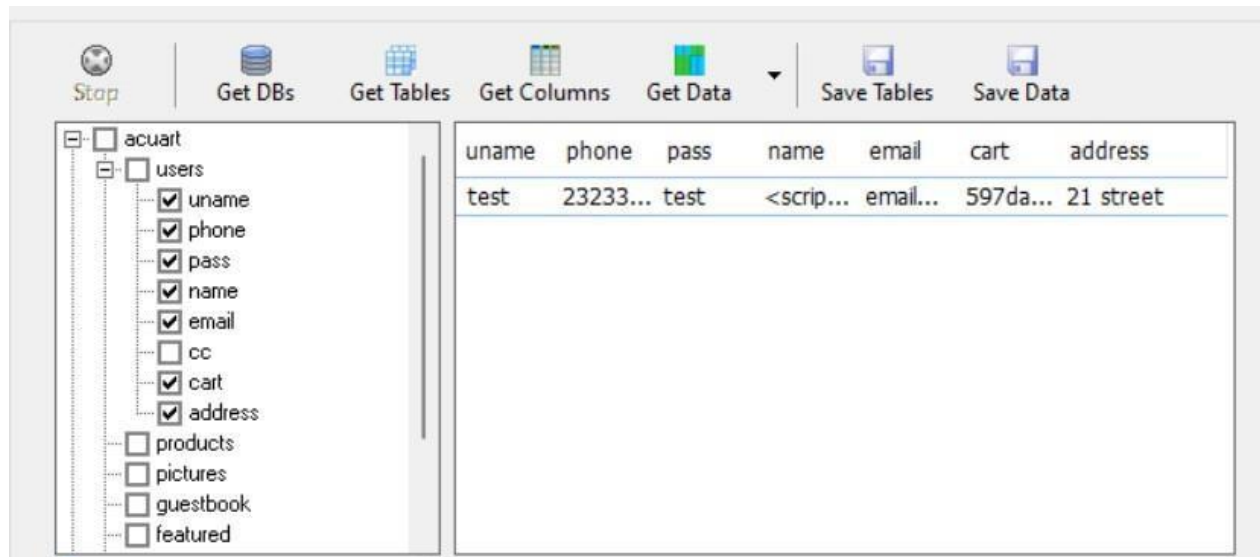 Stop Get DBs Get Tables Get Columns Get Data Save Tables Save Data
acuart
users
uname
phone
pass
name
email
cc
cart
address
products
pictures
guestbook
featured
uname phone pass name email cart address
test 23233... test <scrip... email... 597da... 21 street